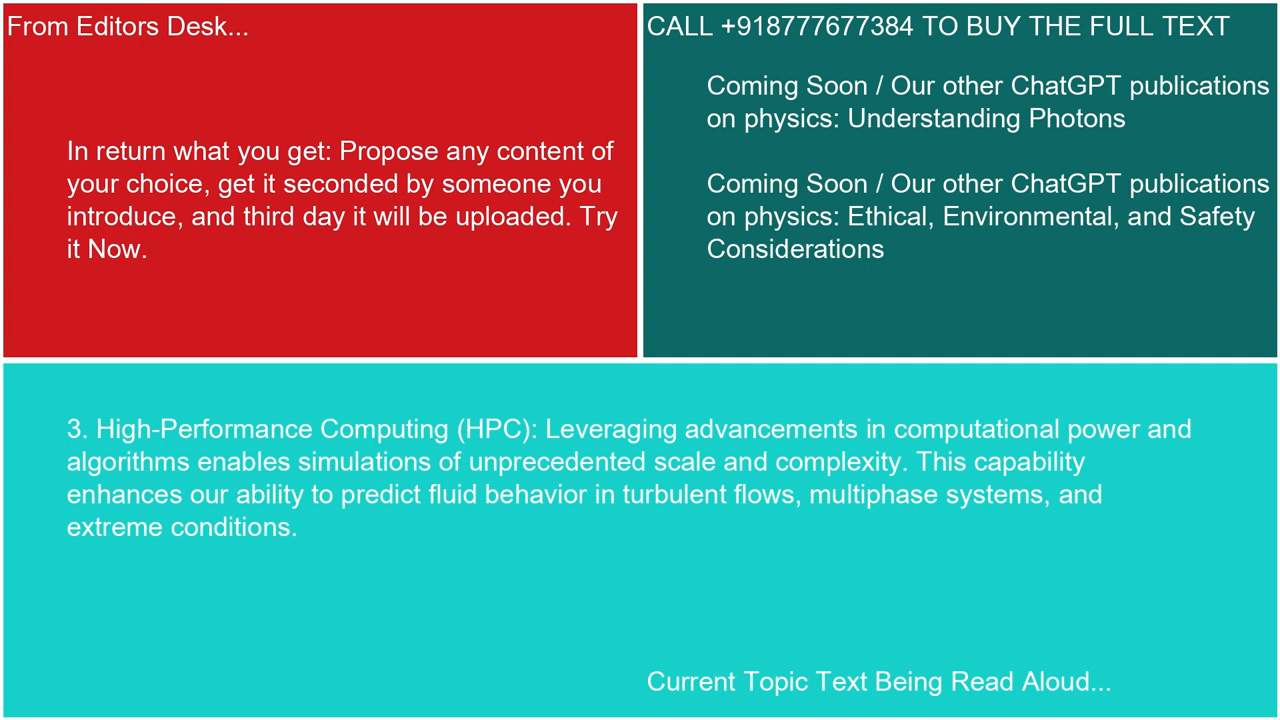 From Editors Desk...
In return what you get: Propose any content of
your choice, get it seconded by someone you
introduce, and third day it will be uploaded. Try
it Now.
CALL +918777677384 TO BUY THE FULL TEXT
Coming Soon / Our other ChatGPT publications
on physics: Understanding Photons
Coming Soon / Our other ChatGPT publications
on physics: Ethical, Environmental, and Safety
Considerations
3. High-Performance Computing (HPC): Leveraging advancements in computational power and
algorithms enables simulations of unprecedented scale and complexity. This capability
enhances our ability to predict fluid behavior in turbulent flows, multiphase systems, and
extreme conditions.
Current Topic Text Being Read Aloud...